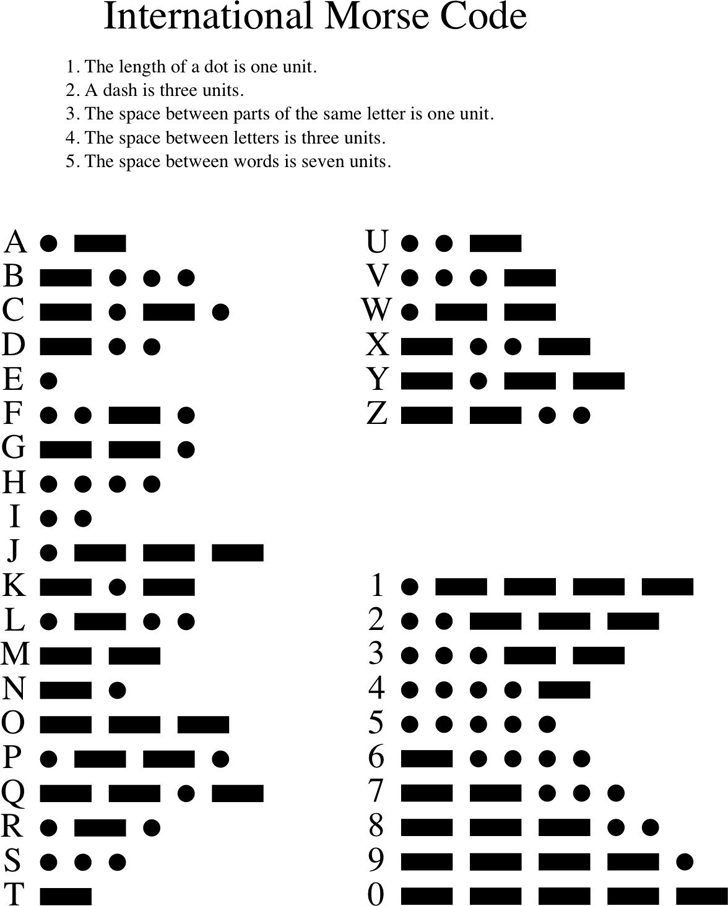 International Morse Code
1. The length of a dot is one unit.
2. A dash is three units.
3. The space between parts of the same letter is one unit.
4. The space between letters is three units.
5. The space between words is seven units.
A
B
C
D
E
F
G
H
I
J
K
L
M
N
O
P
Q
R
S
T
U
V
W
X
Y
Z
1
2
3
4
5
6
7
8
9
0